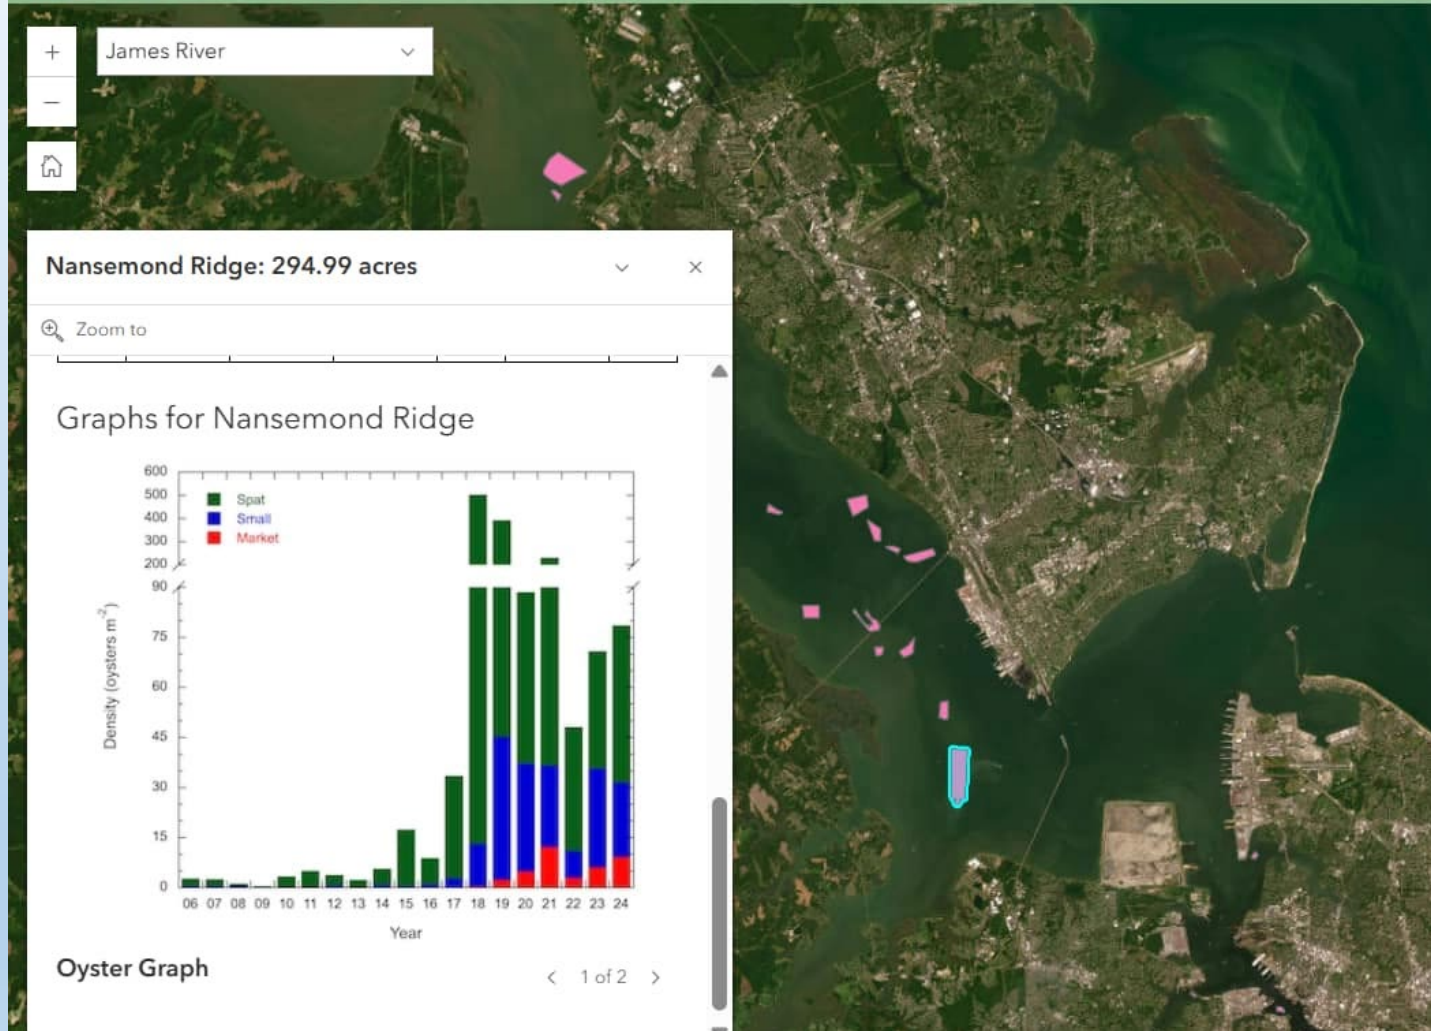 +
James River
−
Nansemond Ridge: 294.99 acres
Zoom to
Graphs for Nansemond Ridge
600
500
400
300
200
90
75
60
45
30
15
0
Spat
Small
Market
Density (oysters m⁻²)
06 07 08 09 10 11 12 13 14 15 16 17 18 19 20 21 22 23 24
Year
Oyster Graph
1 of 2